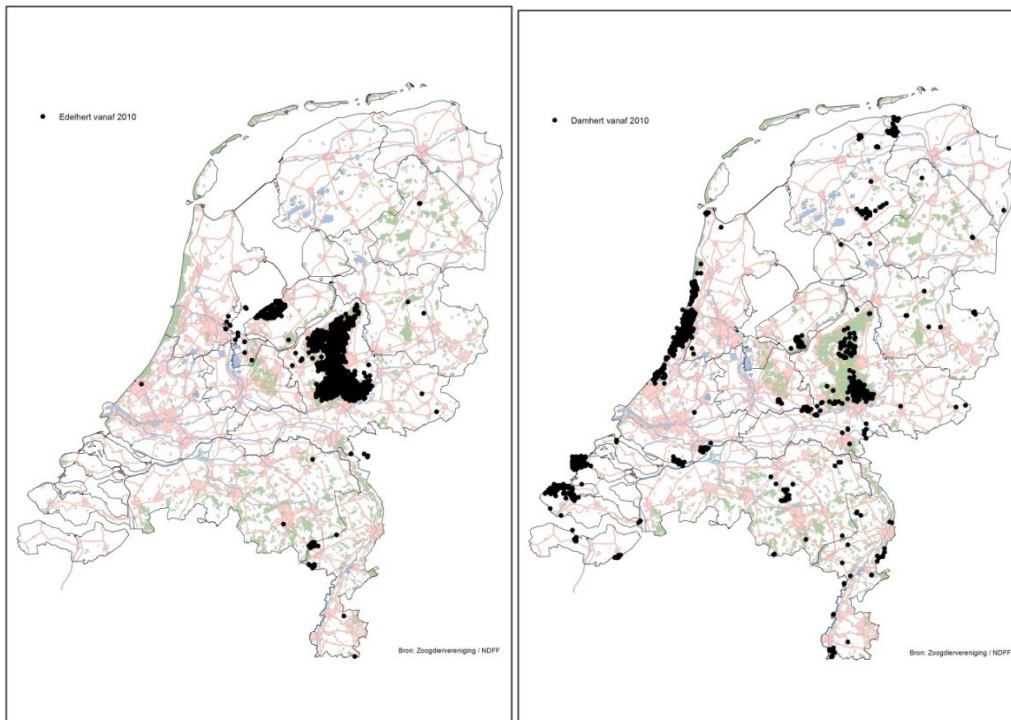 Edelhert vanaf 2010
Bron: Zoogdiervereniging / NDFF
Damhert vanaf 2010
Bron: Zoogdiervereniging / NDFF